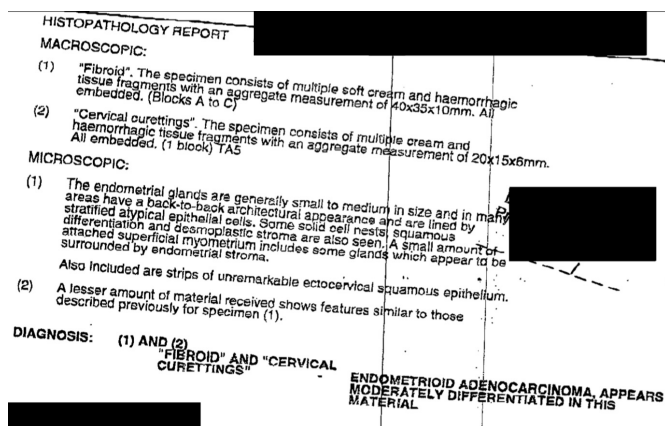 HISTOPATHOLOGY REPORT
MACROSCOPIC:
(1) "Fibroid". The specimen consists of multiple soft cream and haemorrhagic
tissue fragments with an aggregate measurement of 40x35x10mm. All
embedded. (Blocks A to C)
(2) "Cervical curettings". The specimen consists of multiple cream and
haemorrhagic tissue fragments with an aggregate measurement of 20x15x6mm.
All embedded. (1 block) TA5
MICROSCOPIC:
(1) The endometrial glands are generally small to medium in size and in many
areas have a back-to-back architectural appearance and are lined by
stratified atypical epithelial cells. Some solid cell nests, squamous
differentiation and desmoplastic stroma are also seen. A small amount of
attached superficial myometrium includes some glands which appear to be
surrounded by endometrial stroma.
Also included are strips of unremarkable ectocervical squamous epithelium.
(2) A lesser amount of material received shows features similar to those
described previously for specimen (1).
DIAGNOSIS: (1) AND (2)
"FIBROID" AND "CERVICAL
CURETTINGS"
ENDOMETRIOID ADENOCARCINOMA, APPEARS
MODERATELY DIFFERENTIATED IN THIS
MATERIAL